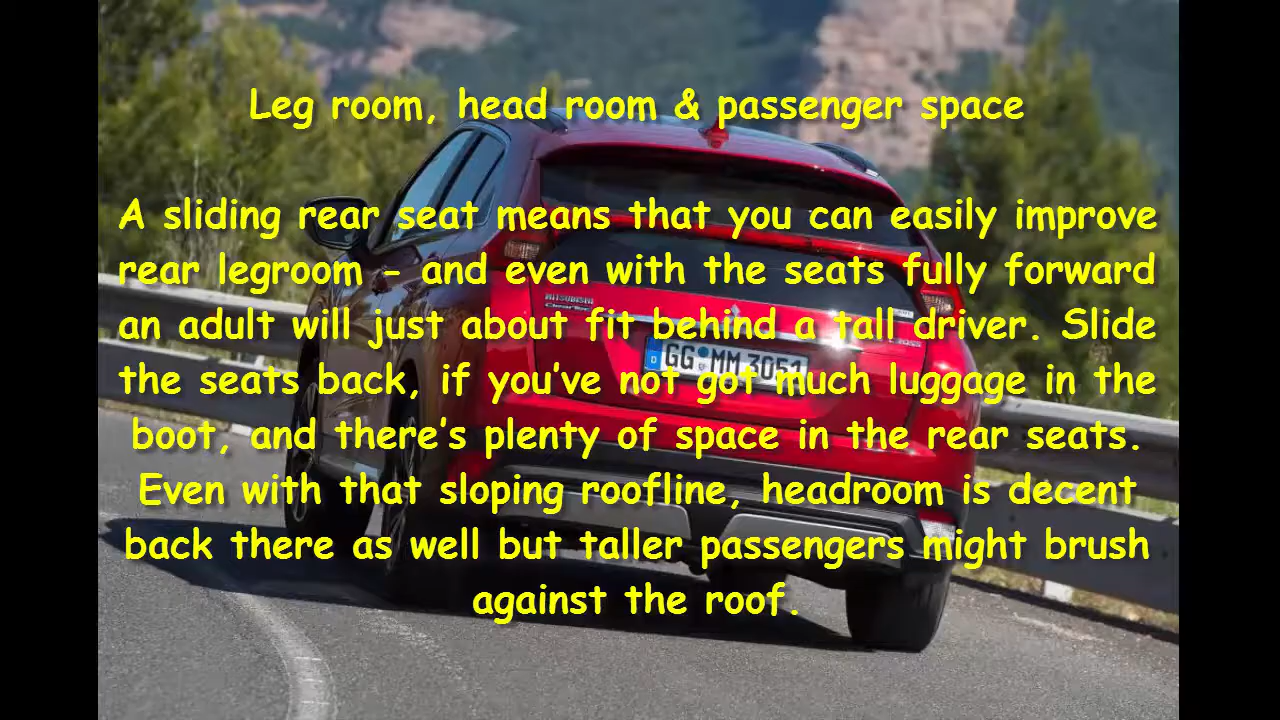 Leg room, head room & passenger space
A sliding rear seat means that you can easily improve
rear legroom - and even with the seats fully forward
an adult will just about fit behind a tall driver. Slide
the seats back, if you've not got much luggage in the
boot, and there's plenty of space in the rear seats.
Even with that sloping roofline, headroom is decent
back there as well but taller passengers might brush
against the roof.
MITSUBISHI
GG MM 3051